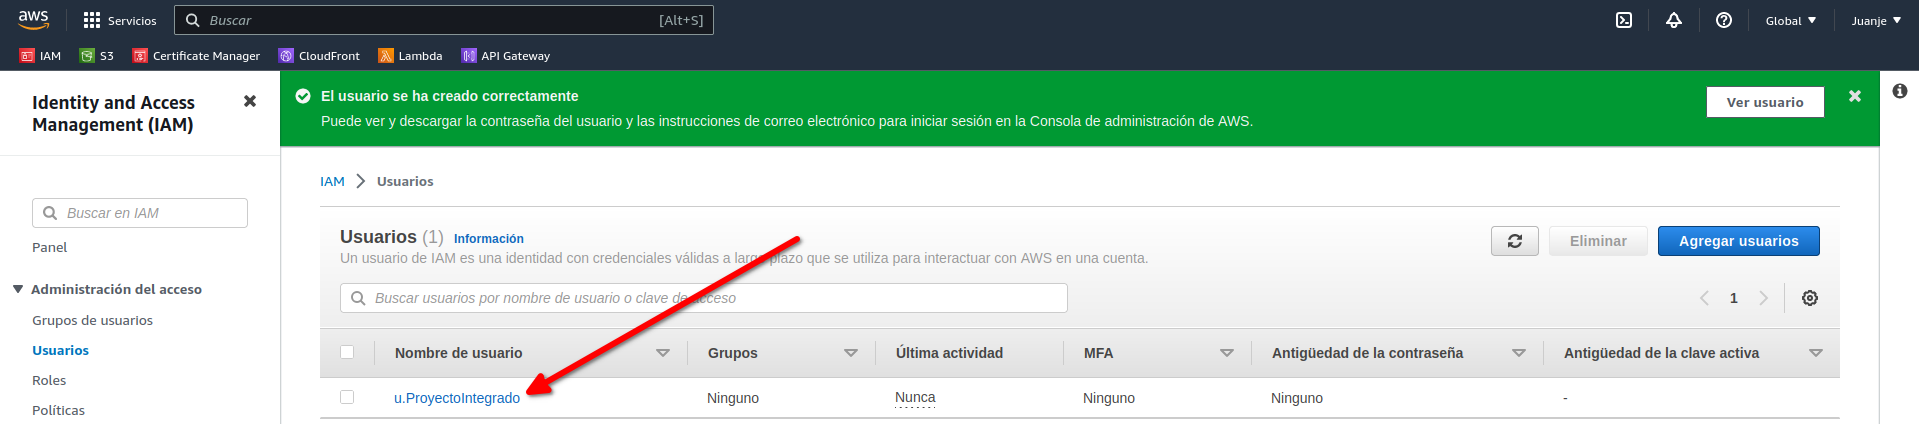 aws
Servicios
Buscar
[Alt+S]
Global
Juanje
IAM
S3
Certificate Manager
CloudFront
Lambda
API Gateway
Identity and Access
Management (IAM)
Buscar en IAM
Panel
Administración del acceso
Grupos de usuarios
Usuarios
Roles
Políticas
El usuario se ha creado correctamente
Puede ver y descargar la contraseña del usuario y las instrucciones de correo electrónico para iniciar sesión en la Consola de administración de AWS.
Ver usuario
IAM > Usuarios
Usuarios (1) Información
Un usuario de IAM es una identidad con credenciales válidas a largo plazo que se utiliza para interactuar con AWS en una cuenta.
Eliminar
Agregar usuarios
Buscar usuarios por nombre de usuario o clave de acceso
1
Nombre de usuario Grupos Última actividad MFA Antigüedad de la contraseña Antigüedad de la clave activa
u.ProyectoIntegrado Ninguno Nunca Ninguno Ninguno -